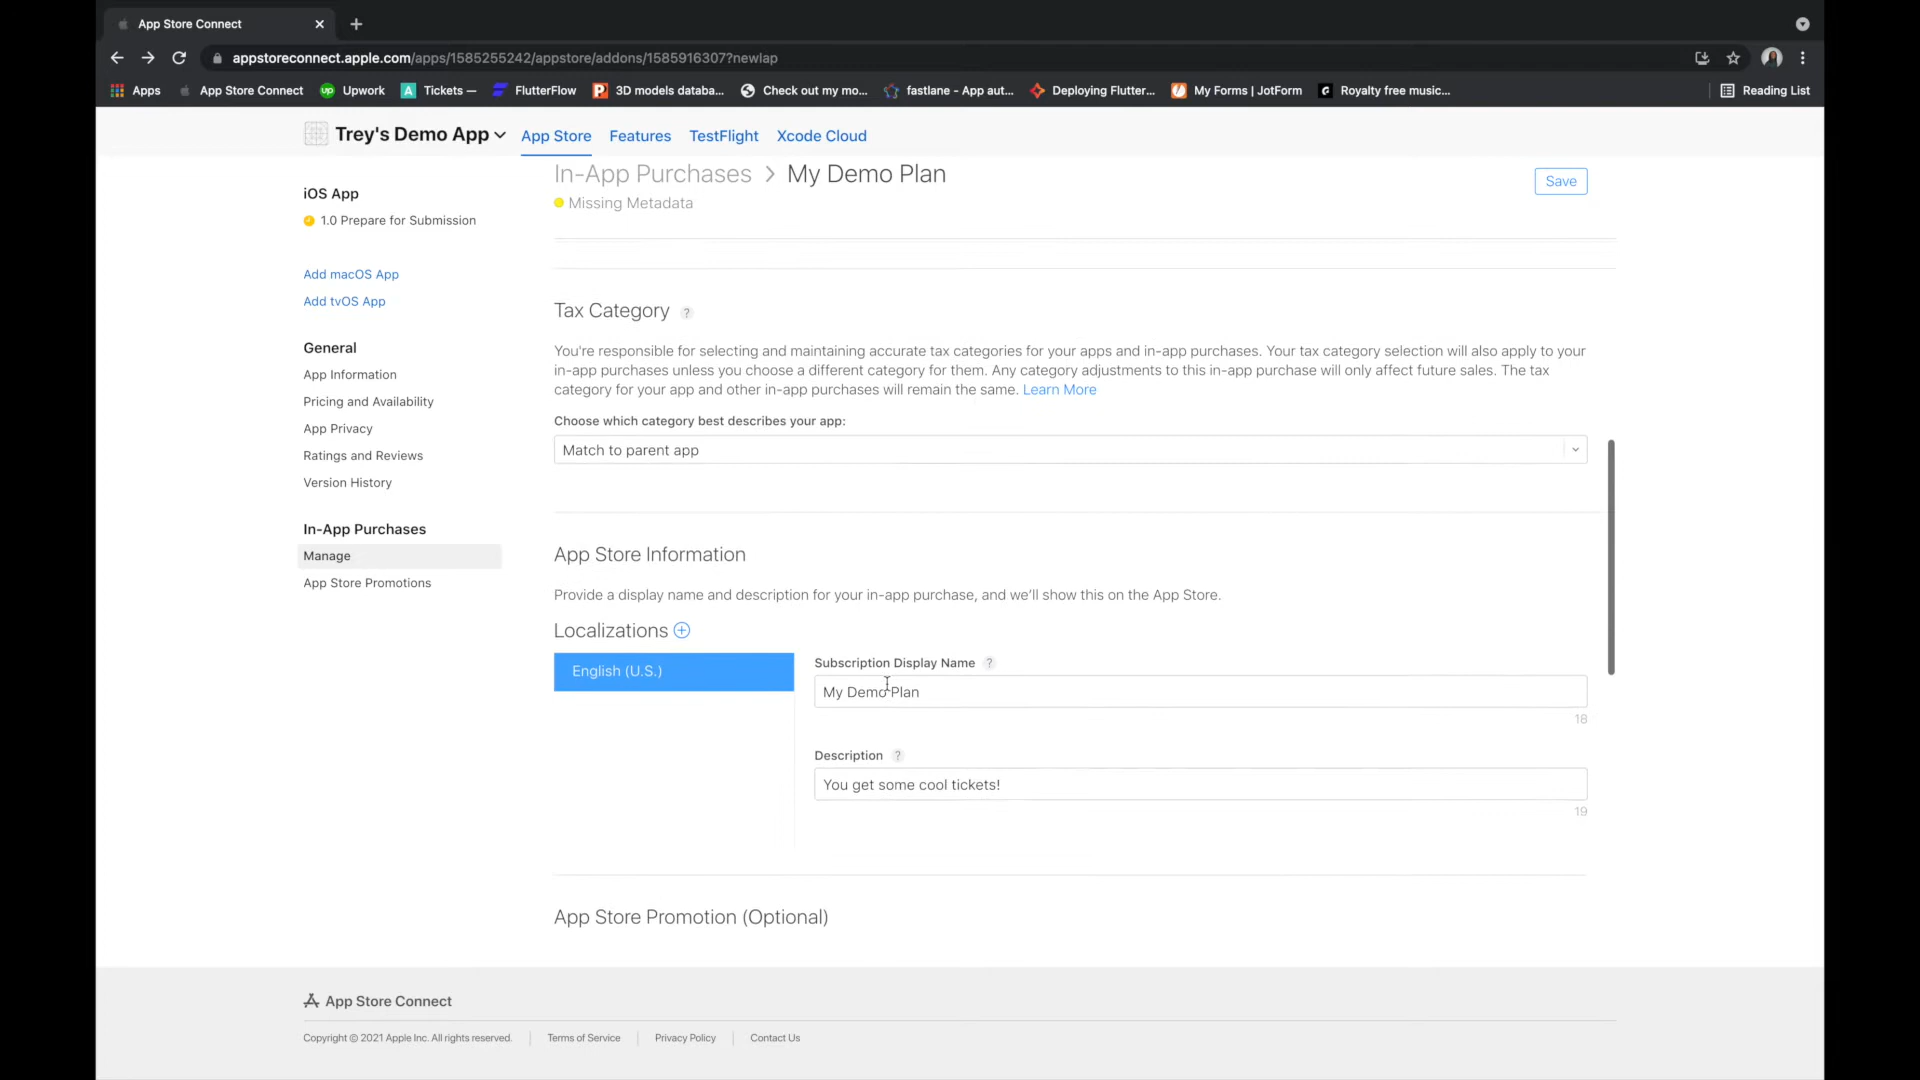 App Store Connect
appstoreconnect.apple.com/apps/1585255242/appstore/addons/1585916307?newlap
Apps App Store Connect Upwork Tickets — FlutterFlow 3D models databa... Check out my mo... fastlane - App aut... Deploying Flutter... My Forms | JotForm Royalty free music... Reading List
Trey's Demo App App Store Features TestFlight Xcode Cloud
In-App Purchases > My Demo Plan
Save
Missing Metadata
iOS App
1.0 Prepare for Submission
Add macOS App
Add tvOS App
General
App Information
Pricing and Availability
App Privacy
Ratings and Reviews
Version History
In-App Purchases
Manage
App Store Promotions
Tax Category ?
You're responsible for selecting and maintaining accurate tax categories for your apps and in-app purchases. Your tax category selection will also apply to your
in-app purchases unless you choose a different category for them. Any category adjustments to this in-app purchase will only affect future sales. The tax
category for your app and other in-app purchases will remain the same. Learn More
Choose which category best describes your app:
Match to parent app
App Store Information
Provide a display name and description for your in-app purchase, and we'll show this on the App Store.
Localizations
English (U.S.)
Subscription Display Name ?
My Demo Plan
18
Description ?
You get some cool tickets!
19
App Store Promotion (Optional)
App Store Connect
Copyright © 2021 Apple Inc. All rights reserved. Terms of Service Privacy Policy Contact Us